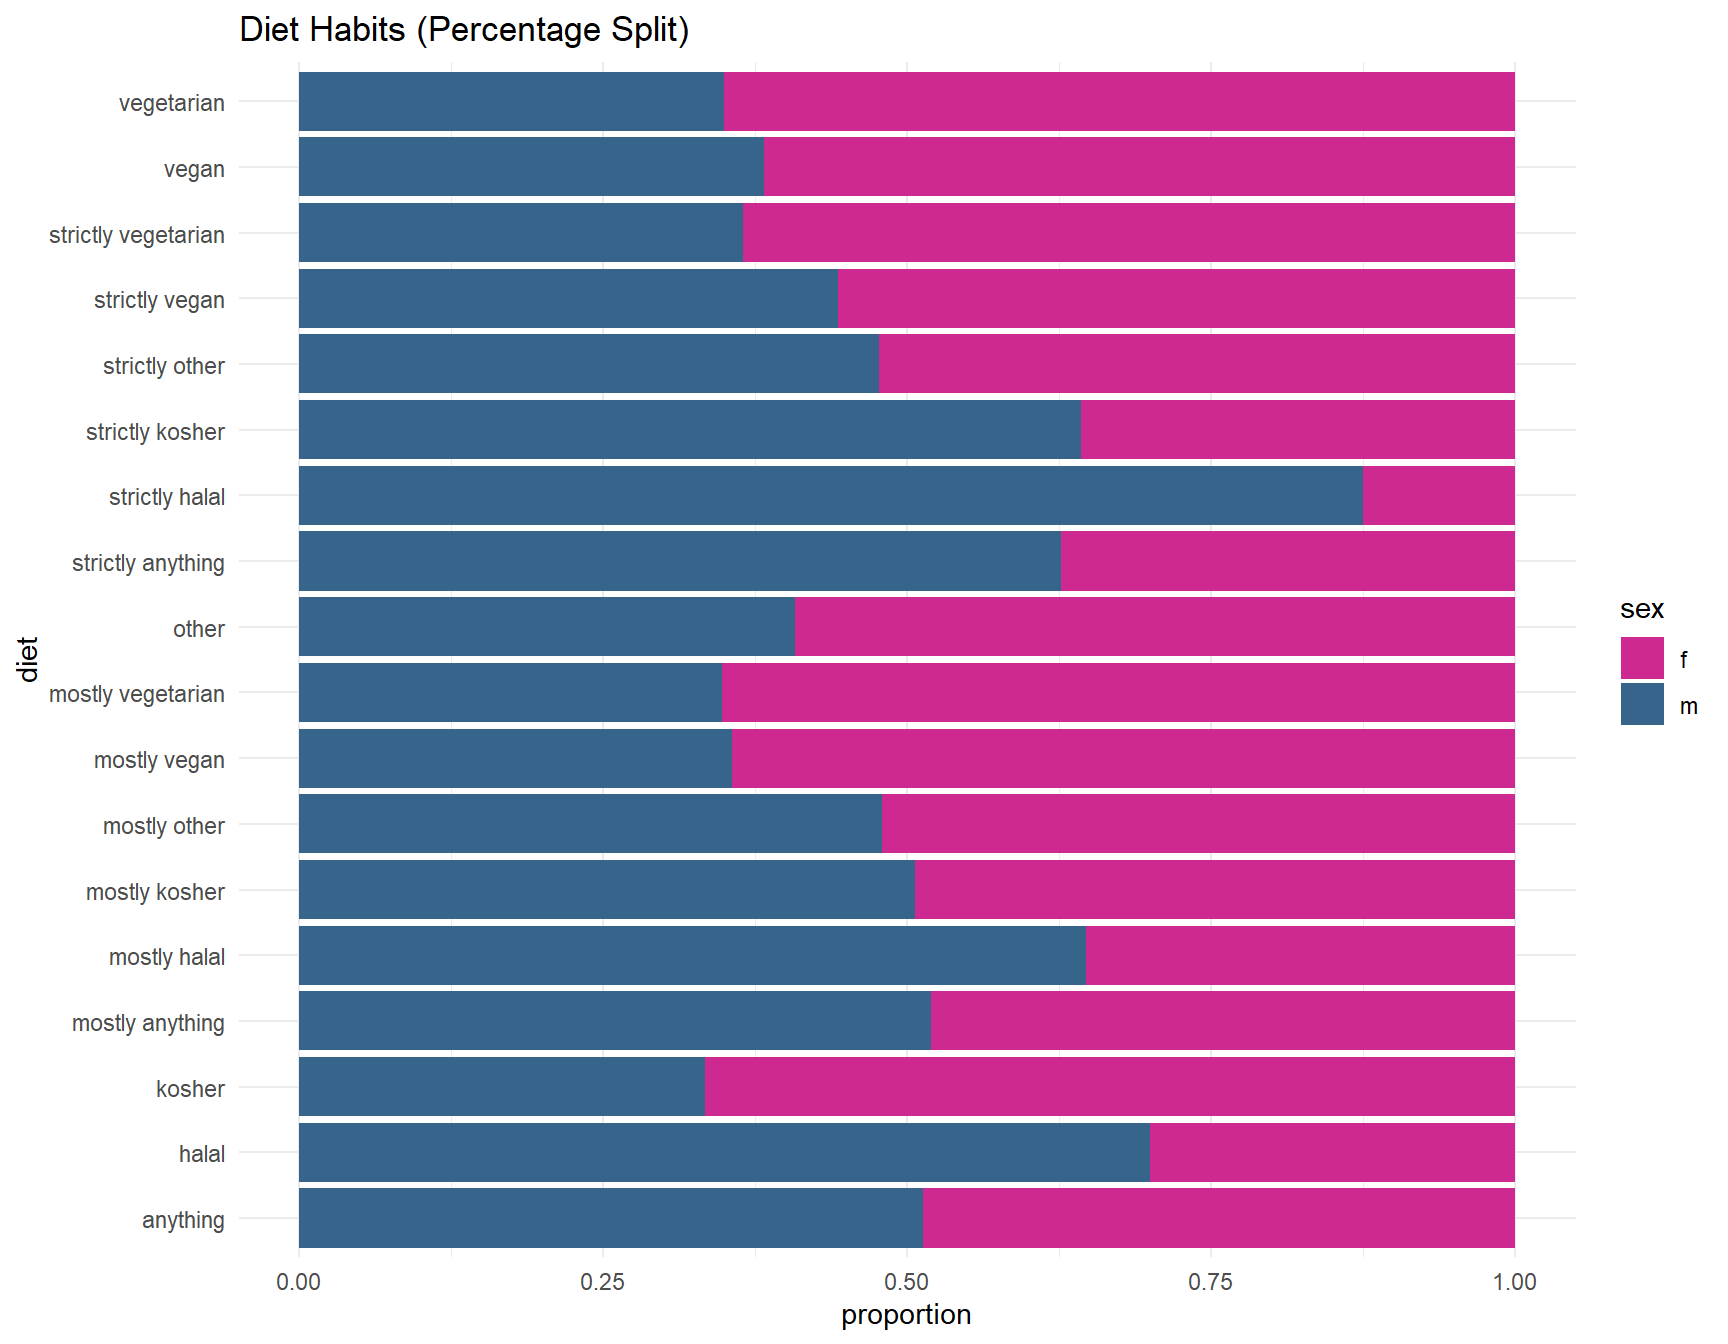 Diet Habits (Percentage Split)
vegetarian
vegan
strictly vegetarian
strictly vegan
strictly other
strictly kosher
strictly halal
strictly anything
other
mostly vegetarian
mostly vegan
mostly other
mostly kosher
mostly halal
mostly anything
kosher
halal
anything
diet
0.00 0.25 0.50 0.75 1.00
proportion
sex
f
m